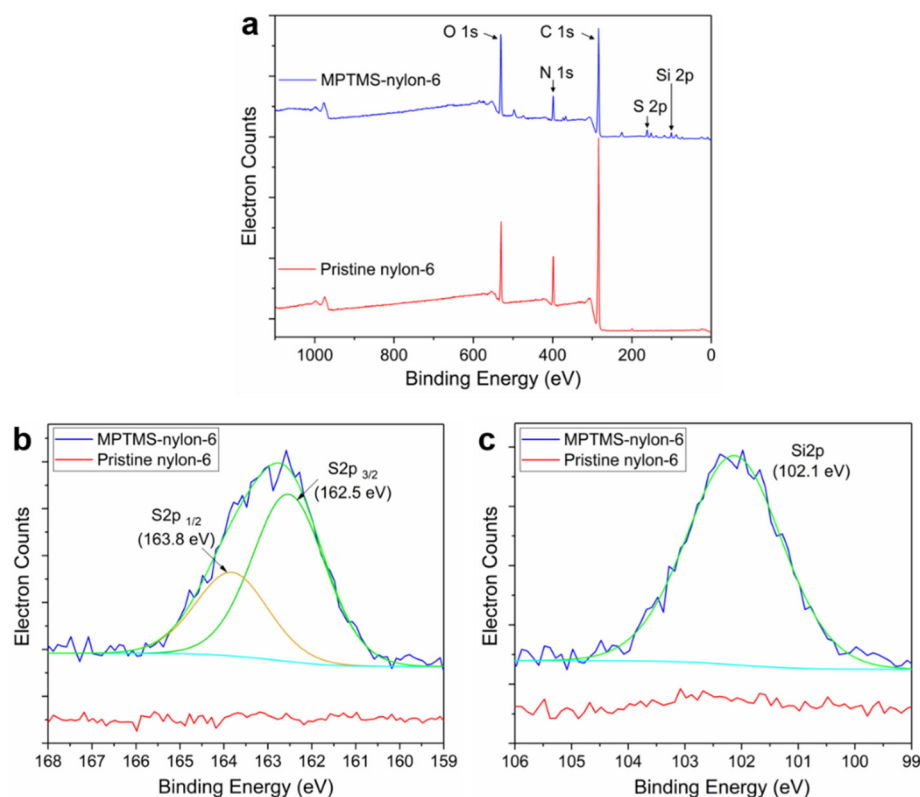 a
O 1s
C 1s
MPTMS-nylon-6
N 1s
Si 2p
S 2p
Pristine nylon-6
Electron Counts
1000 800 600 400 200 0
Binding Energy (eV)
b
MPTMS-nylon-6
Pristine nylon-6
S2p 3/2
(162.5 eV)
S2p 1/2
(163.8 eV)
Electron Counts
168 167 166 165 164 163 162 161 160 159
Binding Energy (eV)
c
MPTMS-nylon-6
Pristine nylon-6
Si2p
(102.1 eV)
Electron Counts
106 105 104 103 102 101 100 99
Binding Energy (eV)